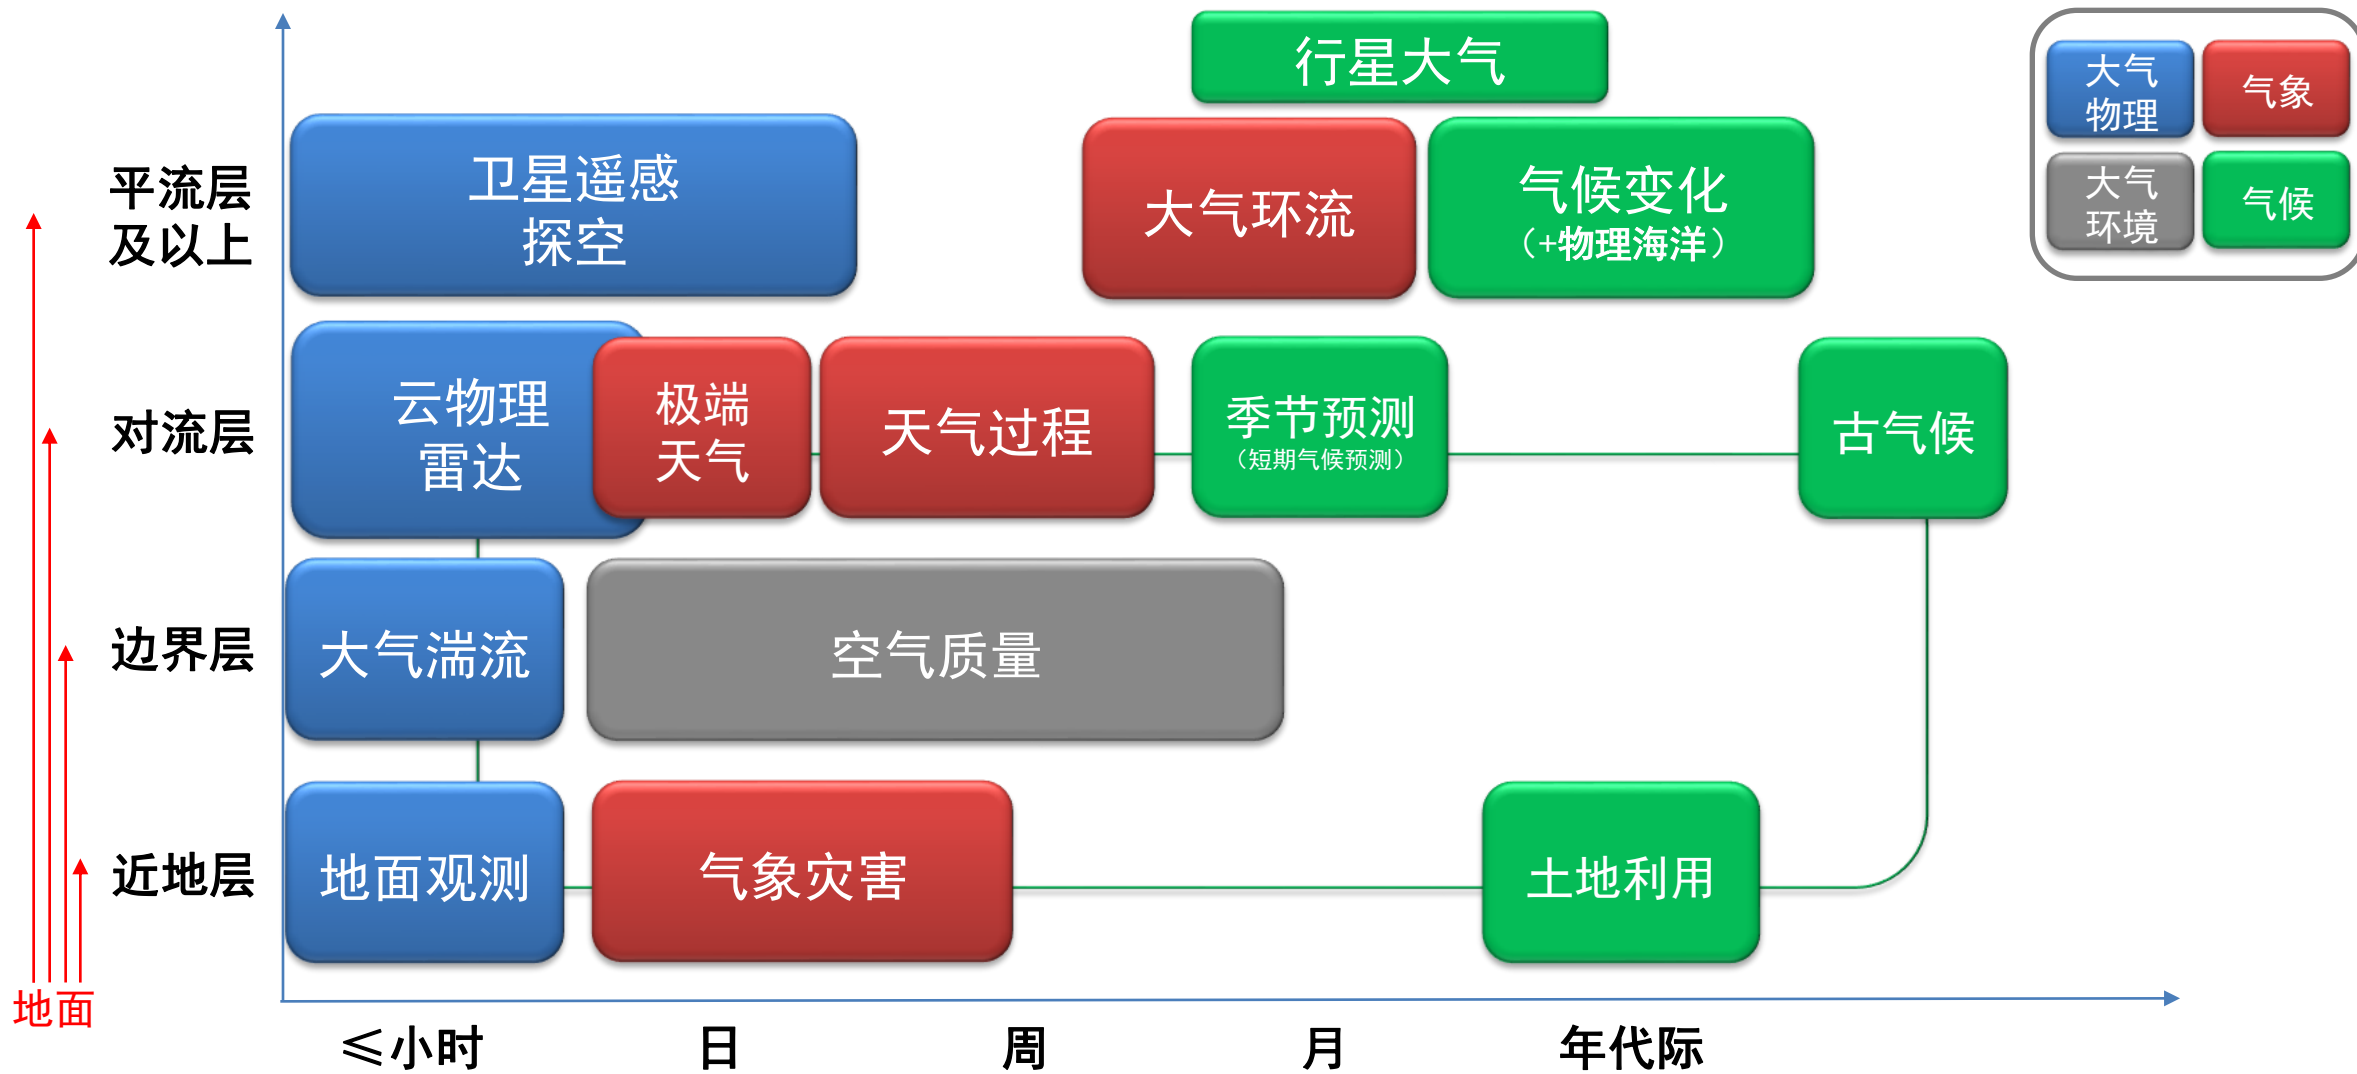 行星大气
大气
物理
气象
大气
环境
气候
平流层
及以上
卫星遥感
探空
大气环流
气候变化
（+物理海洋）
对流层
云物理
雷达
极端
天气
天气过程
季节预测
（短期气候预测）
古气候
边界层
大气湍流
空气质量
近地层
地面观测
气象灾害
土地利用
地面
≤小时
日
周
月
年代际